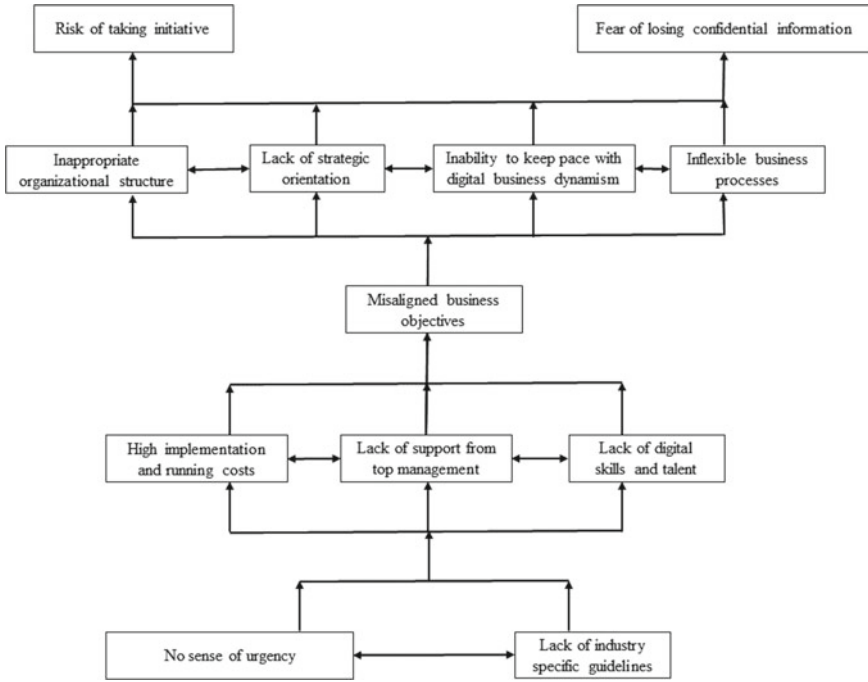 Risk of taking initiative
Fear of losing confidential information
Inappropriate
organizational structure
Lack of strategic
orientation
Inability to keep pace with
digital business dynamism
Inflexible business
processes
Misaligned business
objectives
High implementation
and running costs
Lack of support from
top management
Lack of digital
skills and talent
No sense of urgency
Lack of industry
specific guidelines